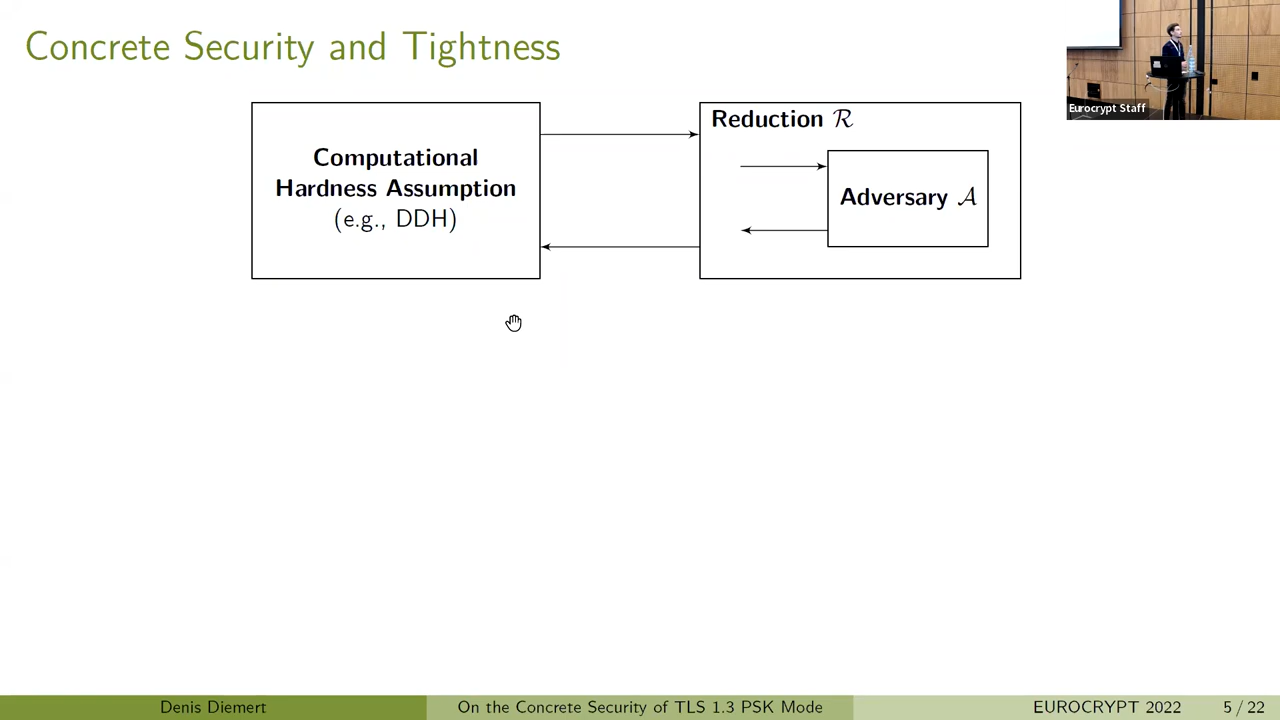 Concrete Security and Tightness
Eurocrypt Staff
Computational
Hardness Assumption
(e.g., DDH)
Reduction R
Adversary A
Denis Diemert
On the Concrete Security of TLS 1.3 PSK Mode
EUROCRYPT 2022
5 / 22